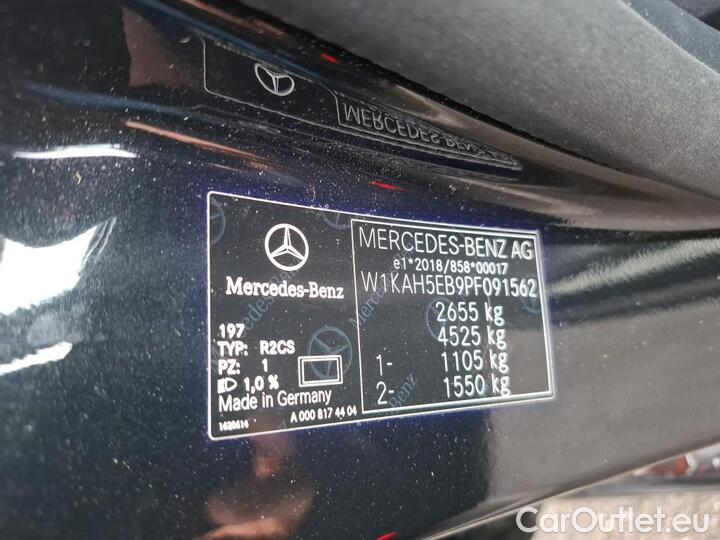 MERCEDES-BENZ
Mercedes-Benz
197
TYP: R2CS
PZ: 1
1,0 %
Made in Germany
1620614
A 000 817 44 04
MERCEDES-BENZ AG
e1*2018/858*00017
W1KAH5EB9PF091562
2655 kg
4525 kg
1- 1105 kg
2- 1550 kg
CarOutlet.eu